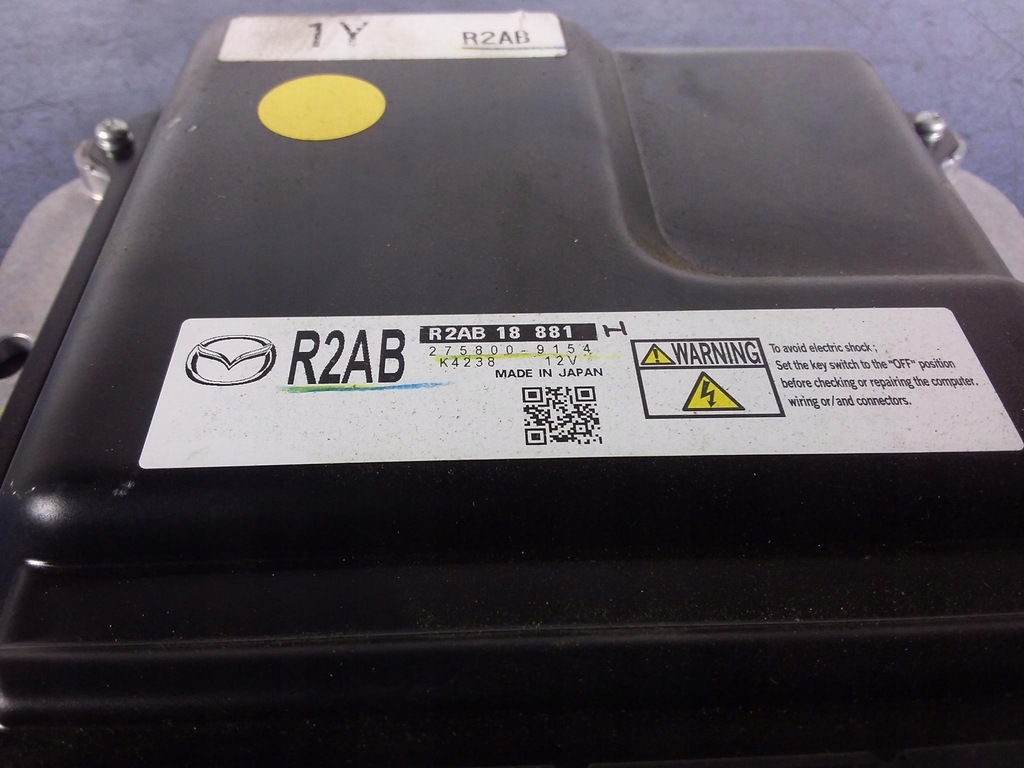 1Y R2AB
R2AB
R2AB 18 881 H
275800-9154
K4238 12V
MADE IN JAPAN
WARNING
To avoid electric shock ;
Set the key switch to the "OFF" position
before checking or repairing the computer.
wiring or/and connectors.